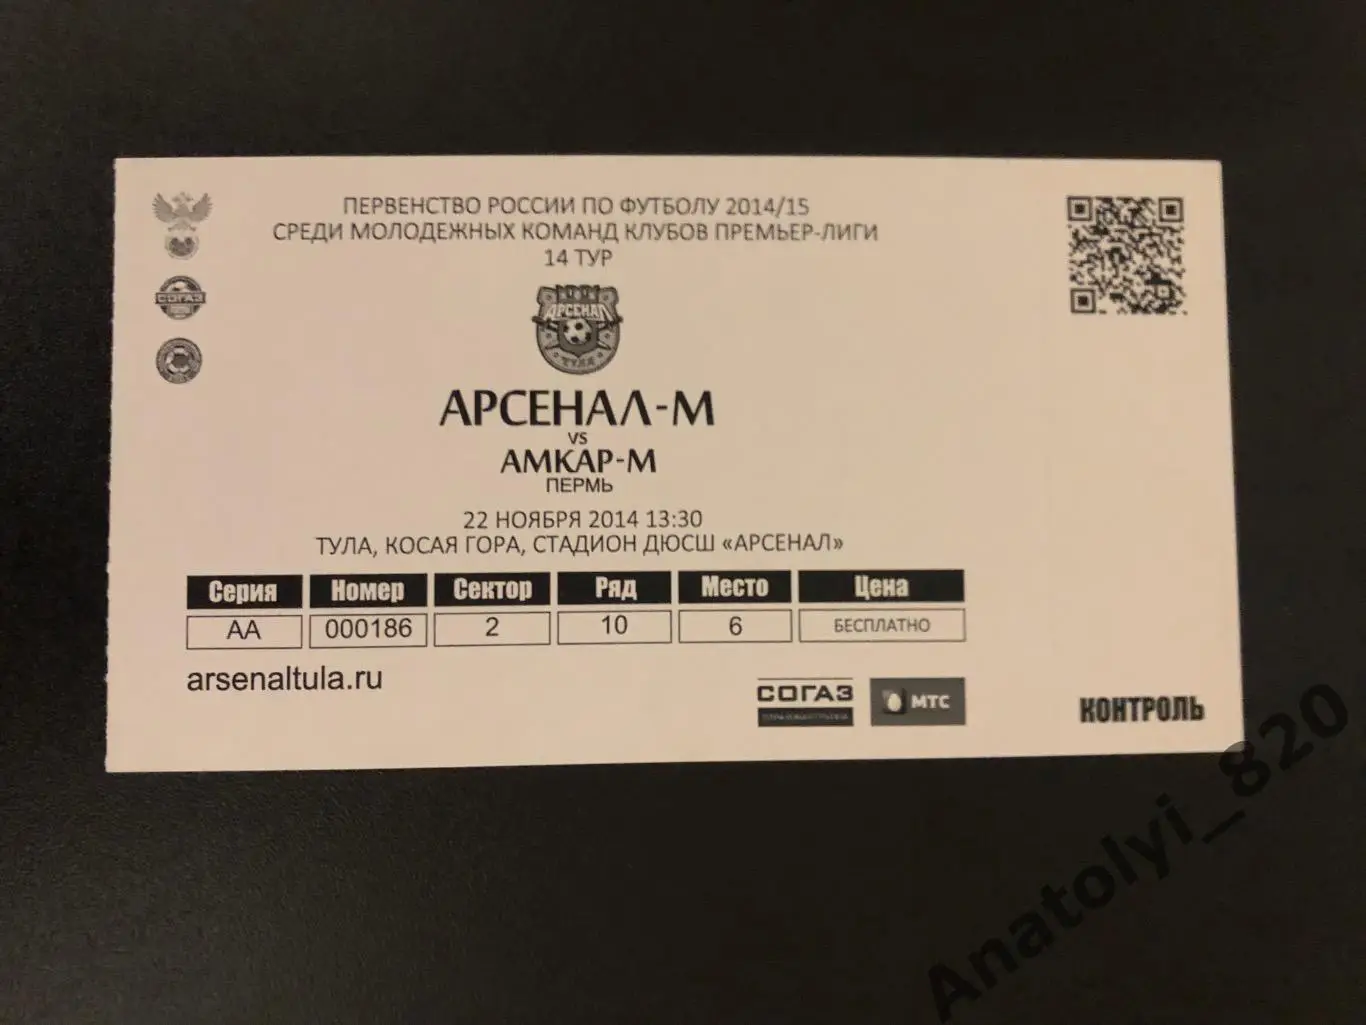 ПЕРВЕНСТВО РОССИИ ПО ФУТБОЛУ 2014/15
СРЕДИ МОЛОДЕЖНЫХ КОМАНД КЛУБОВ ПРЕМЬЕР-ЛИГИ
14 ТУР
СОГАЗ
АРСЕНАЛ
ТУЛА
АРСЕНАЛ-М
VS
АМКАР-М
ПЕРМЬ
22 НОЯБРЯ 2014 13:30
ТУЛА, КОСАЯ ГОРА, СТАДИОН ДЮСШ «АРСЕНАЛ»
Серия Номер Сектор Ряд Место Цена
АА 000186 2 10 6 БЕСПЛАТНО
arsenaltula.ru
СОГАЗ
МТС
КОНТРОЛЬ
Anatolyi_820